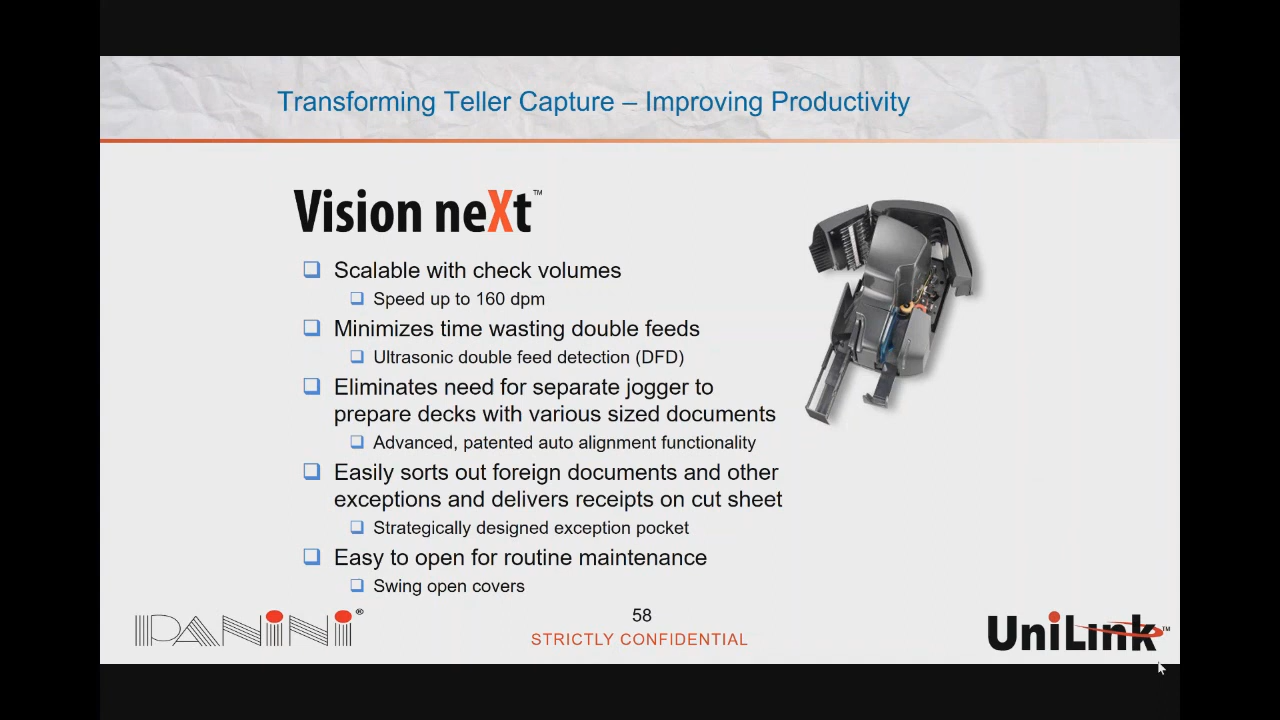 Transforming Teller Capture – Improving Productivity
Vision neXt™
Scalable with check volumes
Speed up to 160 dpm
Minimizes time wasting double feeds
Ultrasonic double feed detection (DFD)
Eliminates need for separate jogger to
prepare decks with various sized documents
Advanced, patented auto alignment functionality
Easily sorts out foreign documents and other
exceptions and delivers receipts on cut sheet
Strategically designed exception pocket
Easy to open for routine maintenance
Swing open covers
PANiNi®
58
STRICTLY CONFIDENTIAL
UniLink™